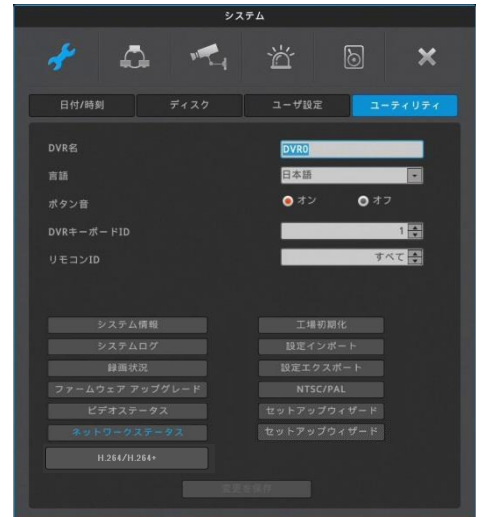 システム
日付/時刻 ディスク ユーザ設定 ユーティリティ
DVR名 DVR0
言語 日本語
ボタン音 オン オフ
DVRキーボードID 1
リモコンID すべて
システム情報 工場初期化
システムログ 設定インポート
録画状況 設定エクスポート
ファームウェア アップグレード NTSC/PAL
ビデオステータス セットアップウィザード
ネットワークステータス セットアップウィザード
H.264/H.264+
変更を保存